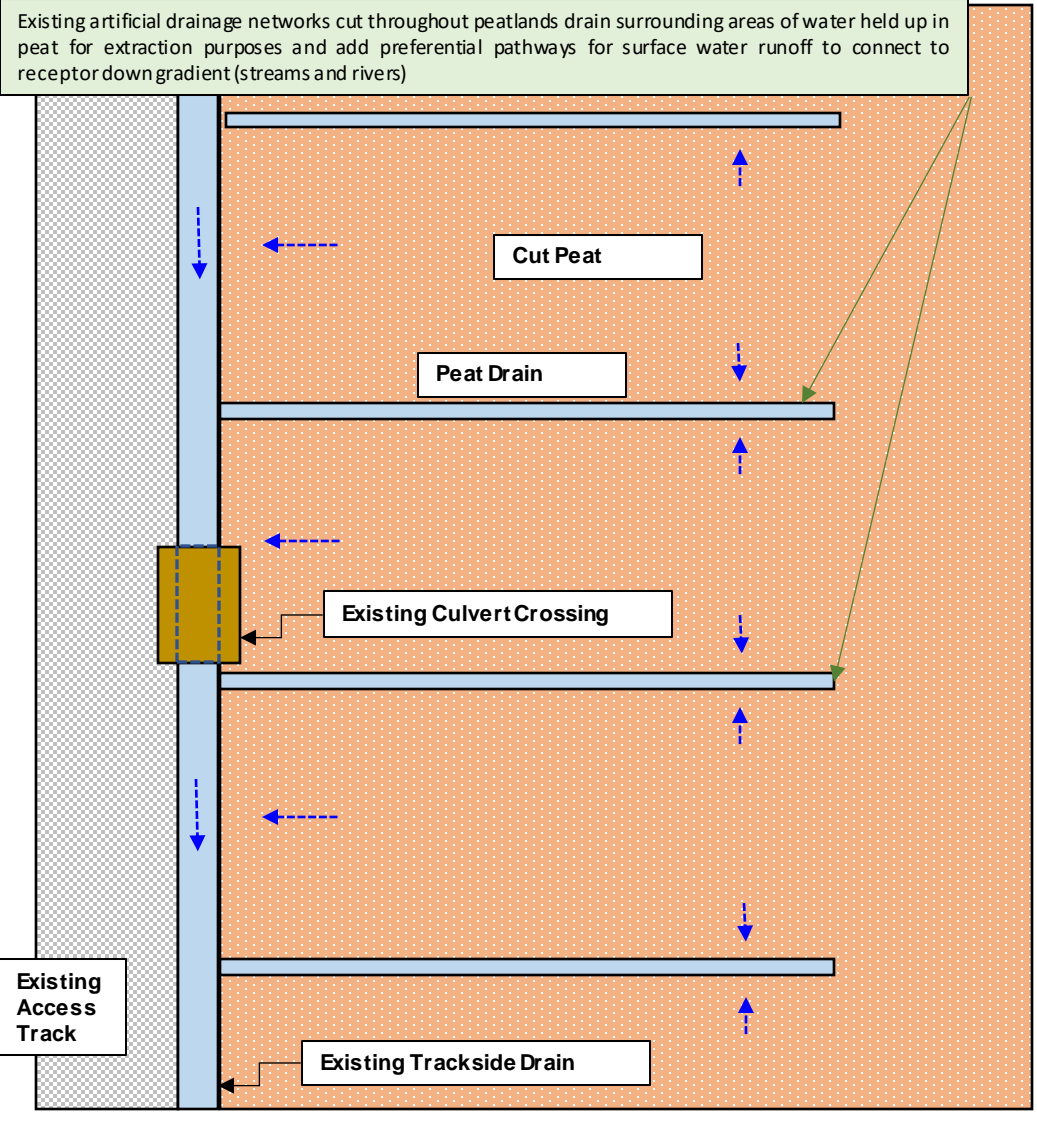 Existing artificial drainage networks cut throughout peatlands drain surrounding areas of water held up in
peat for extraction purposes and add preferential pathways for surface water runoff to connect to
receptor down gradient (streams and rivers)
Cut Peat
Peat Drain
Existing Culvert Crossing
Existing
Access
Track
Existing Trackside Drain